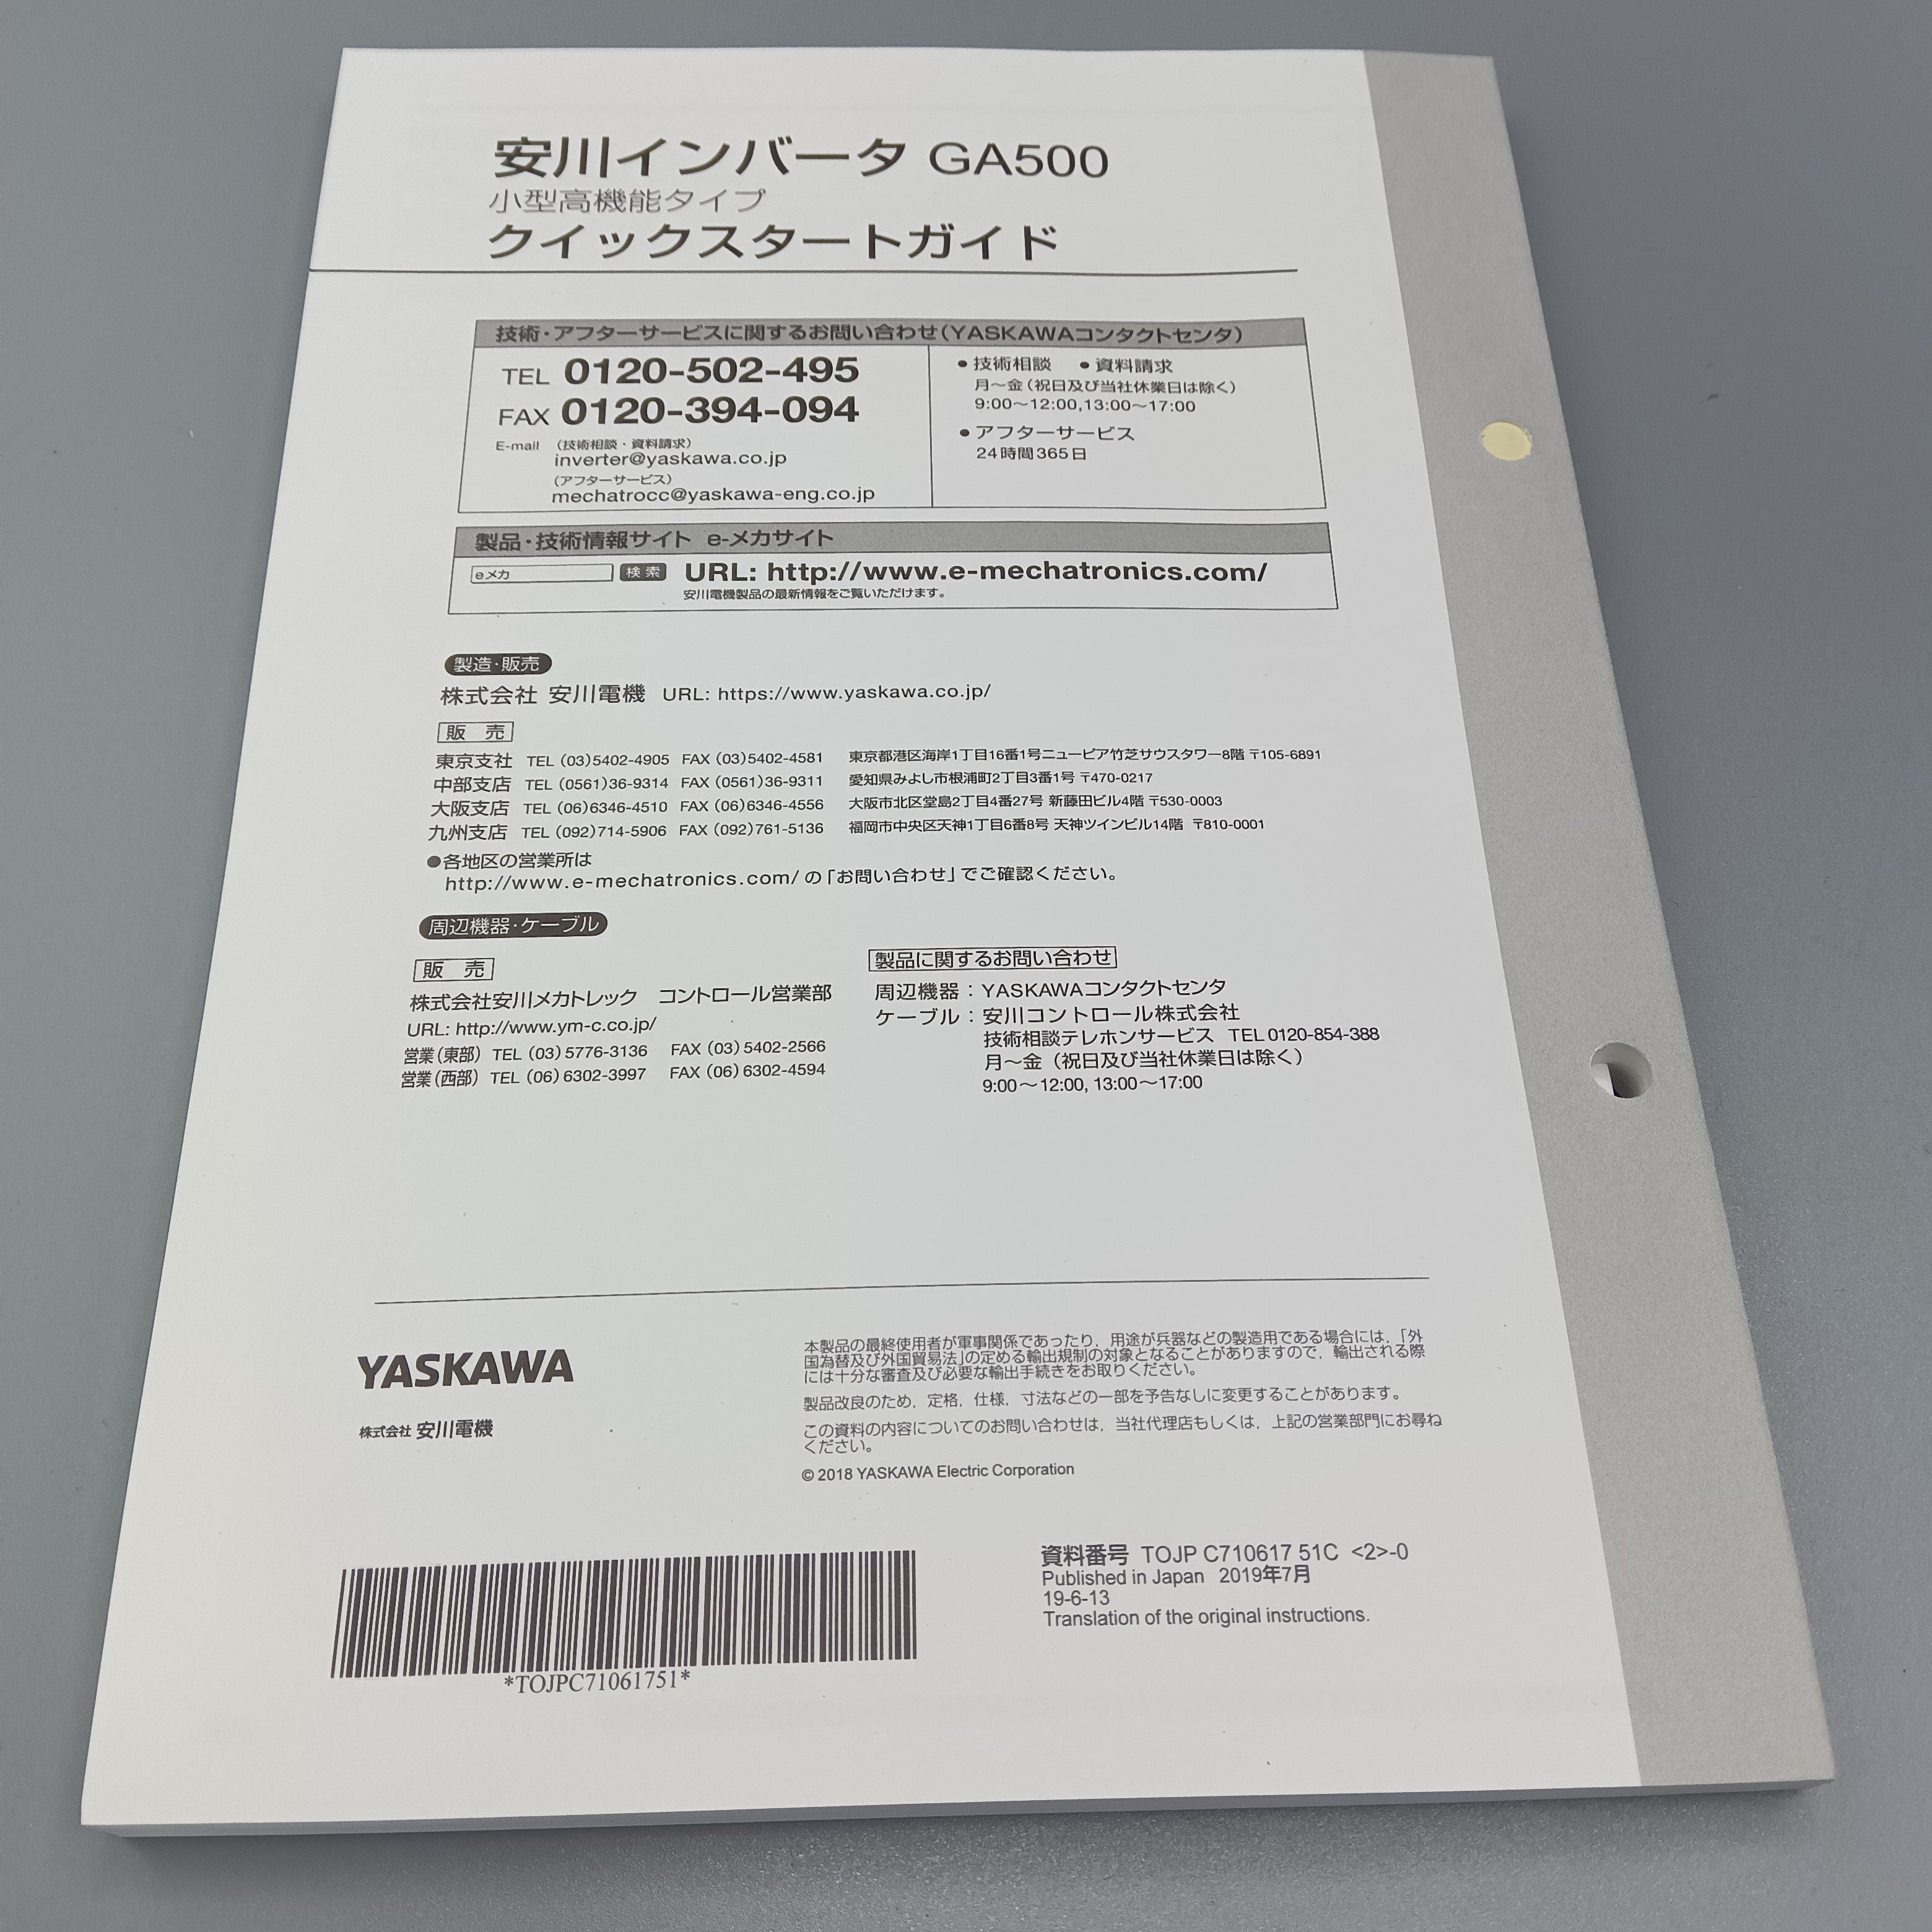 安川インバータ GA500
小型高機能タイプ
クイックスタートガイド
技術・アフターサービスに関するお問い合わせ(YASKAWAコンタクトセンタ)
TEL 0120-502-495
FAX 0120-394-094
E-mail (技術相談・資料請求)
inverter@yaskawa.co.jp
(アフターサービス)
mechatrocc@yaskawa-eng.co.jp
●技術相談 ●資料請求
月～金(祝日及び当社休業日は除く)
9:00～12:00,13:00～17:00
●アフターサービス
24時間365日
製品・技術情報サイト e-メカサイト
eメカ 検索 URL: http://www.e-mechatronics.com/
安川電機製品の最新情報をご覧いただけます。
製造・販売
株式会社 安川電機 URL: https://www.yaskawa.co.jp/
販 売
東京支社 TEL (03)5402-4905 FAX (03)5402-4581 東京都港区海岸1丁目16番1号ニューピア竹芝サウスタワー8階 〒105-6891
中部支店 TEL (0561)36-9314 FAX (0561)36-9311 愛知県みよし市根浦町2丁目3番1号 〒470-0217
大阪支店 TEL (06)6346-4510 FAX (06)6346-4556 大阪市北区堂島2丁目4番27号 新藤田ビル4階 〒530-0003
九州支店 TEL (092)714-5906 FAX (092)761-5136 福岡市中央区天神1丁目6番8号 天神ツインビル14階 〒810-0001
●各地区の営業所は
http://www.e-mechatronics.com/ の「お問い合わせ」でご確認ください。
周辺機器・ケーブル
販 売
株式会社安川メカトレック コントロール営業部
URL: http://www.ym-c.co.jp/
営業(東部) TEL (03) 5776-3136 FAX (03) 5402-2566
営業(西部) TEL (06) 6302-3997 FAX (06) 6302-4594
製品に関するお問い合わせ
周辺機器：YASKAWAコンタクトセンタ
ケーブル：安川コントロール株式会社
技術相談テレホンサービス TEL 0120-854-388
月～金（祝日及び当社休業日は除く）
9:00～12:00, 13:00～17:00
YASKAWA
株式会社 安川電機
本製品の最終使用者が軍事関係であったり，用途が兵器などの製造用である場合には，「外
国為替及び外国貿易法」の定める輸出規制の対象となることがありますので，輸出される際
には十分な審査及び必要な輸出手続きをお取りください。
製品改良のため，定格，仕様，寸法などの一部を予告なしに変更することがあります。
この資料の内容についてのお問い合わせは，当社代理店もしくは，上記の営業部門にお尋ね
ください。
© 2018 YASKAWA Electric Corporation
*TOJPC71061751*
資料番号 TOJP C710617 51C <2>-0
Published in Japan 2019年7月
19-6-13
Translation of the original instructions.